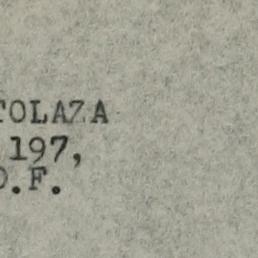 TOLAZA
197,
D.F.